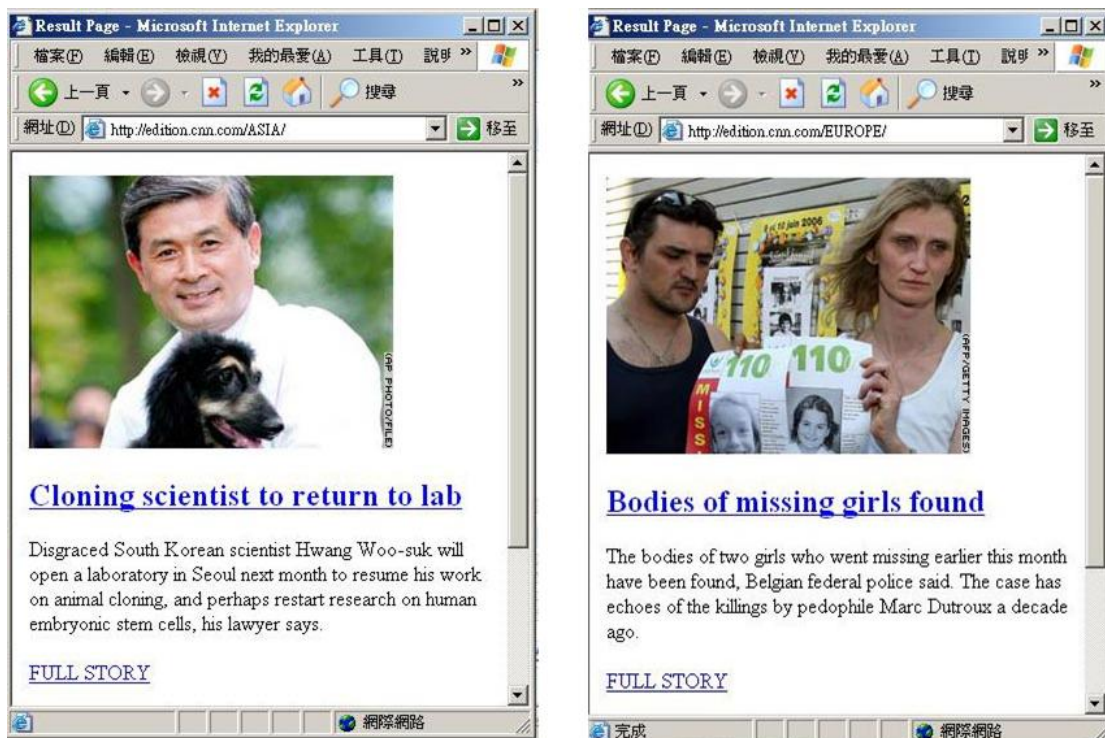 Result Page - Microsoft Internet Explorer
檔案(F) 編輯(E) 檢視(V) 我的最愛(A) 工具(T) 說明 »
上一頁 搜尋 »
網址(D) http://edition.cnn.com/ASIA/ 移至
(AP PHOTO/FILE)
Cloning scientist to return to lab
Disgraced South Korean scientist Hwang Woo-suk will
open a laboratory in Seoul next month to resume his work
on animal cloning, and perhaps restart research on human
embryonic stem cells, his lawyer says.
FULL STORY
網際網路
Result Page - Microsoft Internet Explorer
檔案(F) 編輯(E) 檢視(V) 我的最愛(A) 工具(T) 說明 »
上一頁 搜尋 »
網址(D) http://edition.cnn.com/EUROPE/ 移至
juin 2006
110 110
MISS
(AFP/GETTY IMAGES)
Bodies of missing girls found
The bodies of two girls who went missing earlier this month
have been found, Belgian federal police said. The case has
echoes of the killings by pedophile Marc Dutroux a decade
ago.
FULL STORY
完成 網際網路